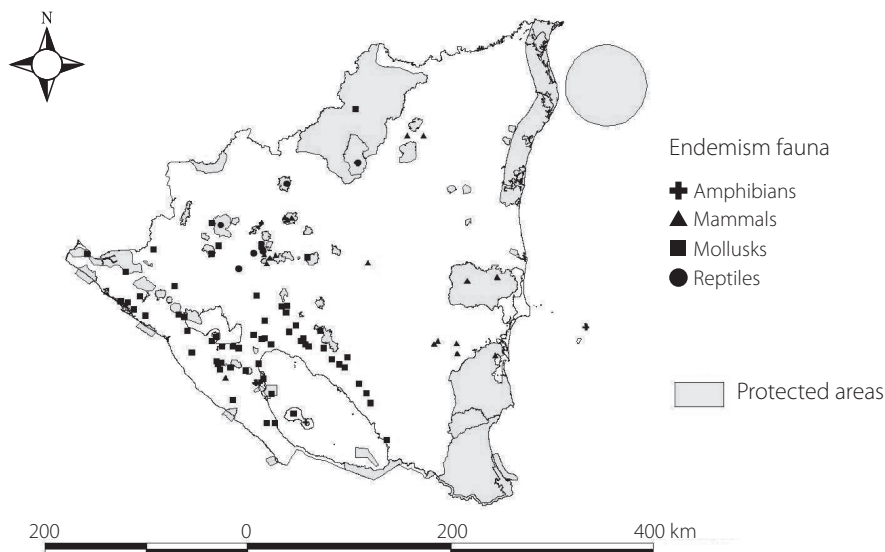 N
Endemism fauna
Amphibians
Mammals
Mollusks
Reptiles
Protected areas
200 0 200 400 km